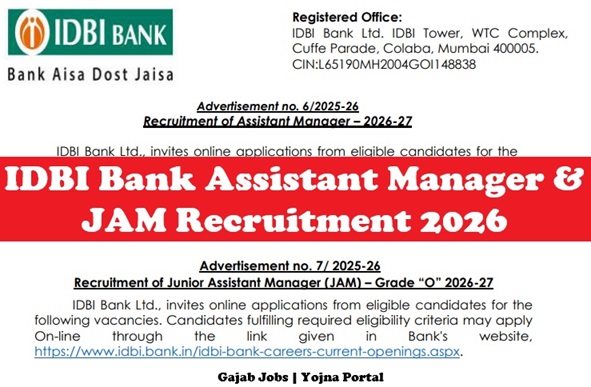 IDBI BANK
Bank Aisa Dost Jaisa
Registered Office:
IDBI Bank Ltd. IDBI Tower, WTC Complex,
Cuffe Parade, Colaba, Mumbai 400005.
CIN:L65190MH2004GOI148838
Advertisement no. 6/2025-26
Recruitment of Assistant Manager – 2026-27
IDBI Bank Ltd., invites online applications from eligible candidates for the
IDBI Bank Assistant Manager &
JAM Recruitment 2026
Advertisement no. 7/ 2025-26
Recruitment of Junior Assistant Manager (JAM) – Grade “O” 2026-27
IDBI Bank Ltd., invites online applications from eligible candidates for the
following vacancies. Candidates fulfilling required eligibility criteria may apply
On-line through the link given in Bank's website,
https://www.idbi.bank.in/idbi-bank-careers-current-openings.aspx.
Gajab Jobs | Yojna Portal